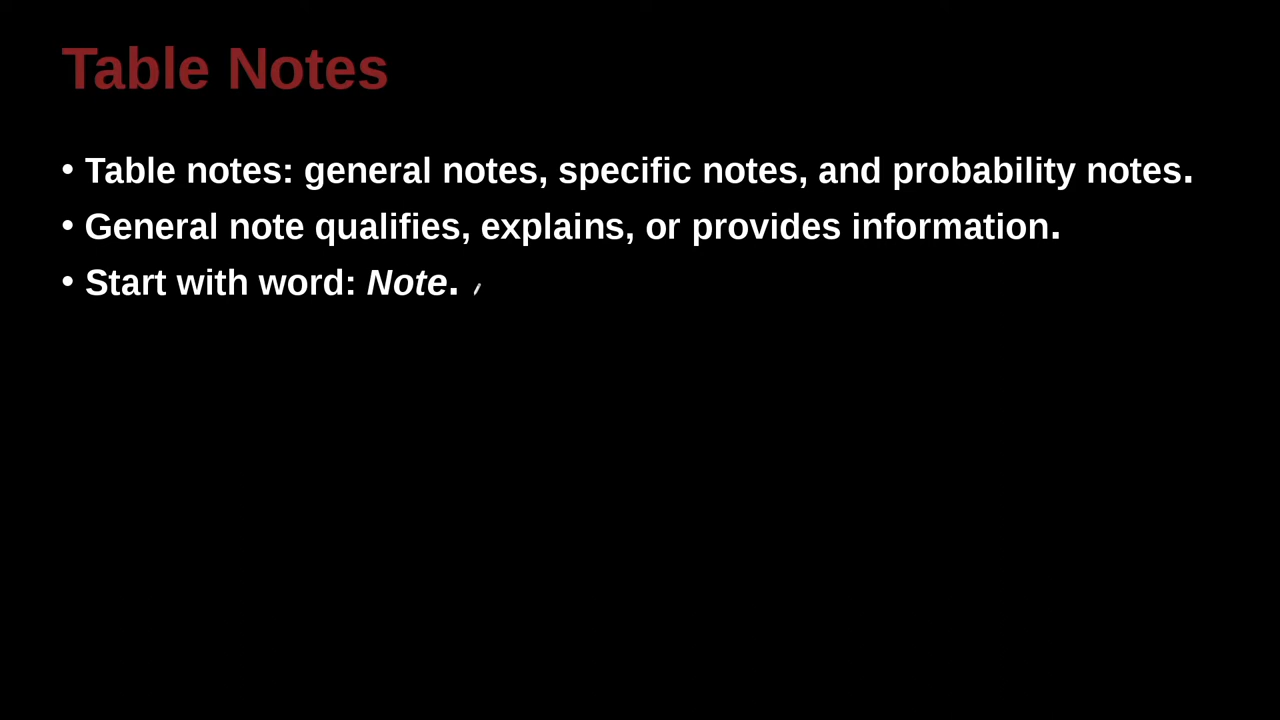 Table Notes
• Table notes: general notes, specific notes, and probability notes.
• General note qualifies, explains, or provides information.
• Start with word: Note.